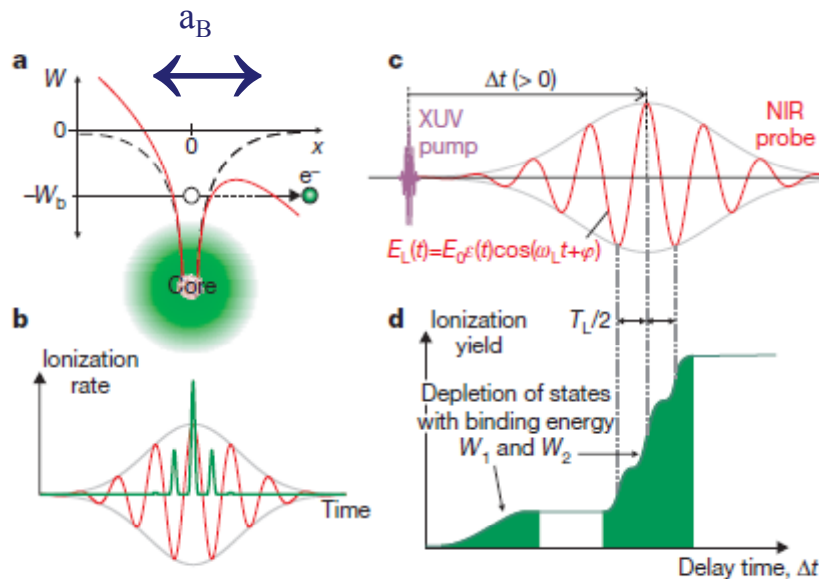 a_B
a
W
0
0
x
e⁻
–W_b
Core
b
Ionization
rate
Time
c
Δt (> 0)
XUV
pump
NIR
probe
E_L(t)=E_0ε(t)cos(ω_Lt+φ)
d
Ionization
yield
T_L/2
Depletion of states
with binding energy
W_1 and W_2
Delay time, Δt